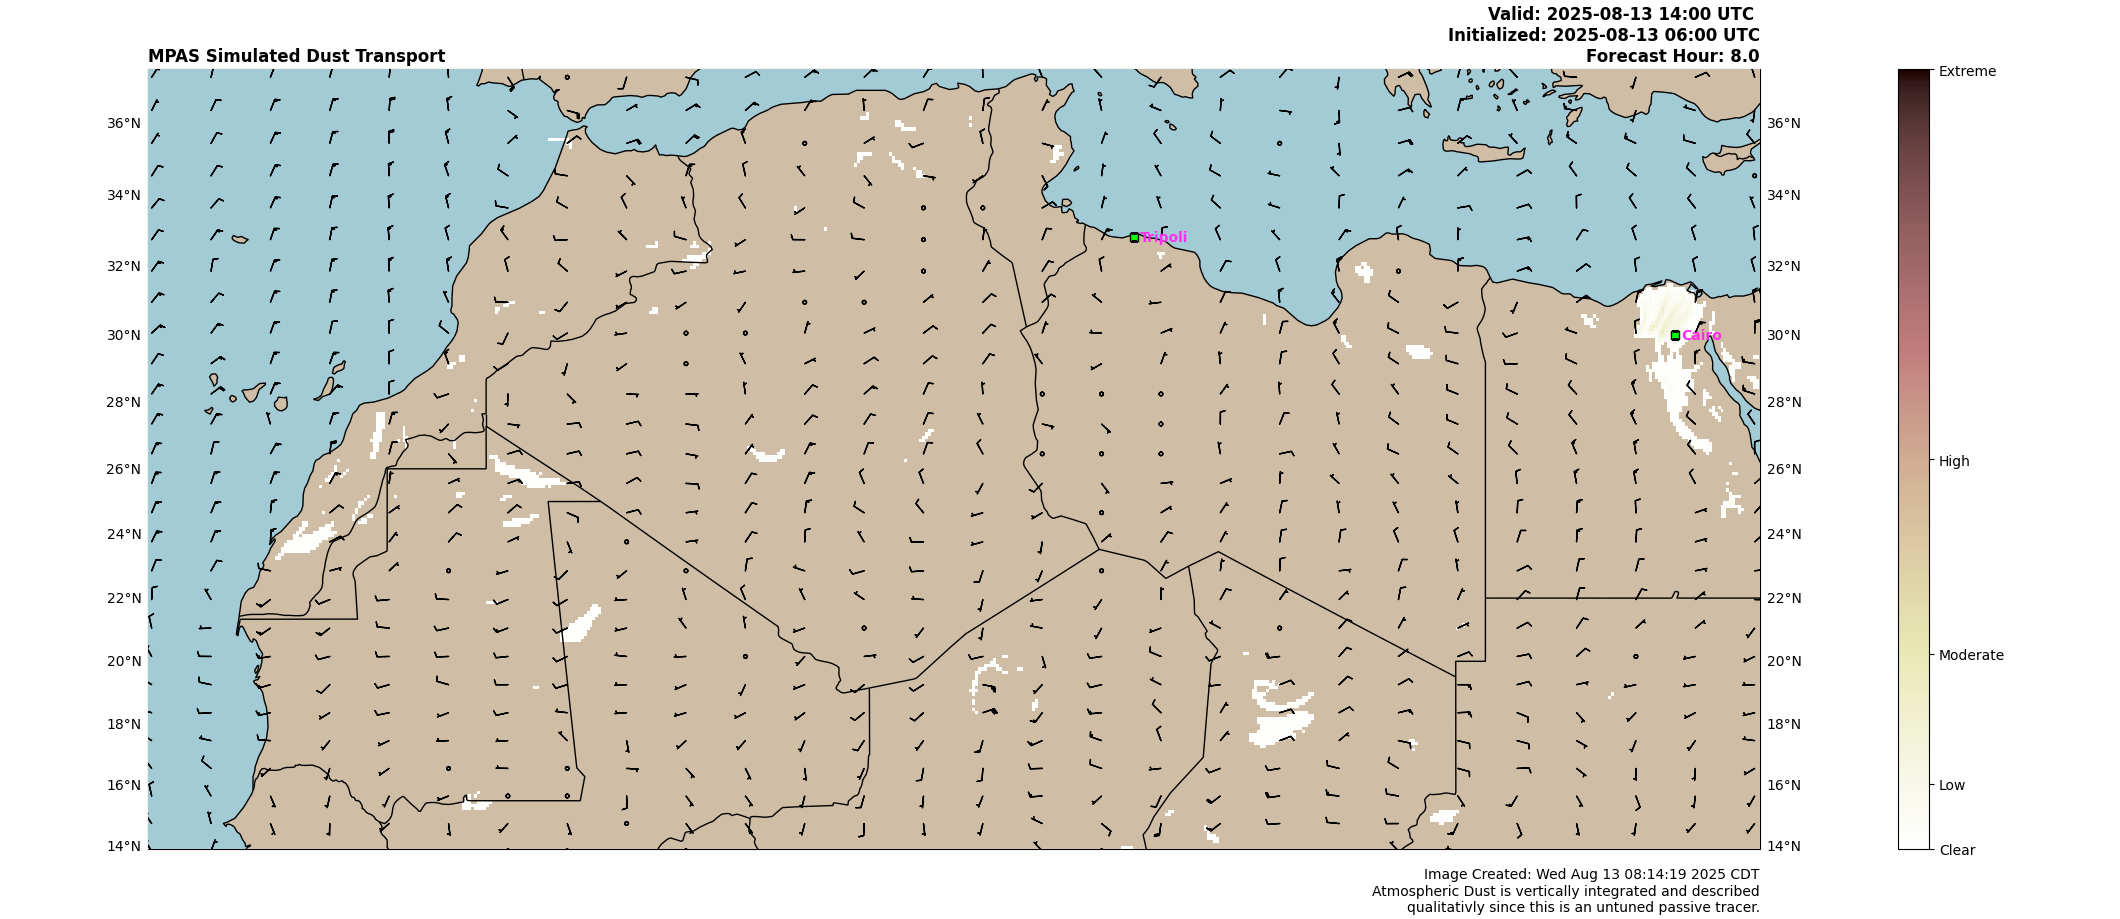 Valid: 2025-08-13 14:00 UTC
Initialized: 2025-08-13 06:00 UTC
MPAS Simulated Dust Transport
Forecast Hour: 8.0
Extreme
36°N
36°N
34°N
34°N
Tripoli
32°N
32°N
30°N
Cairo
30°N
28°N
28°N
26°N
26°N
High
24°N
24°N
22°N
22°N
20°N
20°N
Moderate
18°N
18°N
16°N
16°N
Low
14°N
14°N
Clear
Image Created: Wed Aug 13 08:14:19 2025 CDT
Atmospheric Dust is vertically integrated and described
qualitativly since this is an untuned passive tracer.